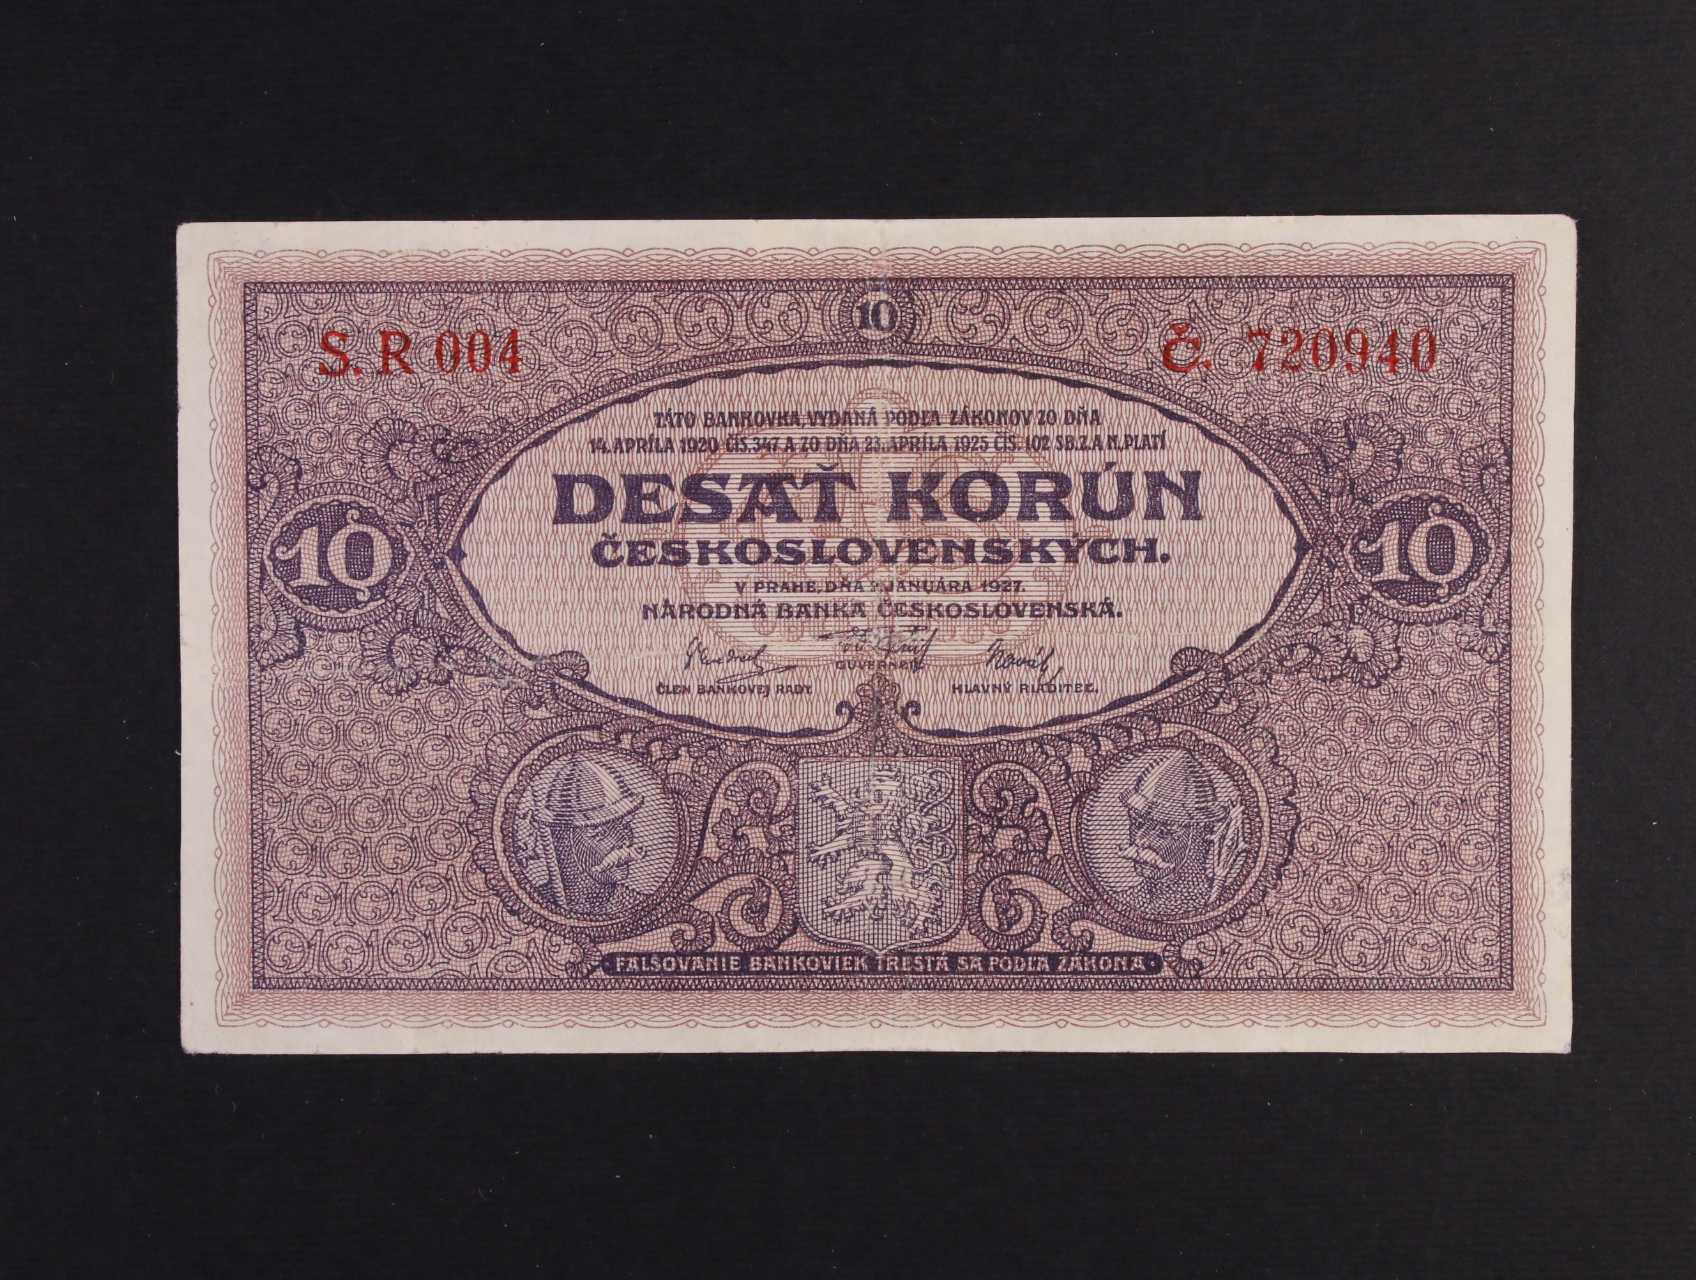 10
S. R 004
Č. 720940
TÁTO BANKOVKA, VYDANÁ PODĽA ZÁKONOV ZO DŇA
14. APRÍLA 1920 ČÍS. 347 A ZO DŇA 23. APRÍLA 1925 ČÍS. 102 SB. Z. A N., PLATÍ
DESAŤ KORÚN
ČESKOSLOVENSKÝCH.
10
10
V PRAHE, DŇA 2. JANUÁRA 1927.
NÁRODNÁ BANKA ČESKOSLOVENSKÁ.
GUVERNÉR.
ČLEN BANKOVEJ RADY.
HLAVNÝ RIADITEĽ.
FALŠOVANIE BANKOVIEK TRESTÁ SA PODĽA ZÁKONA